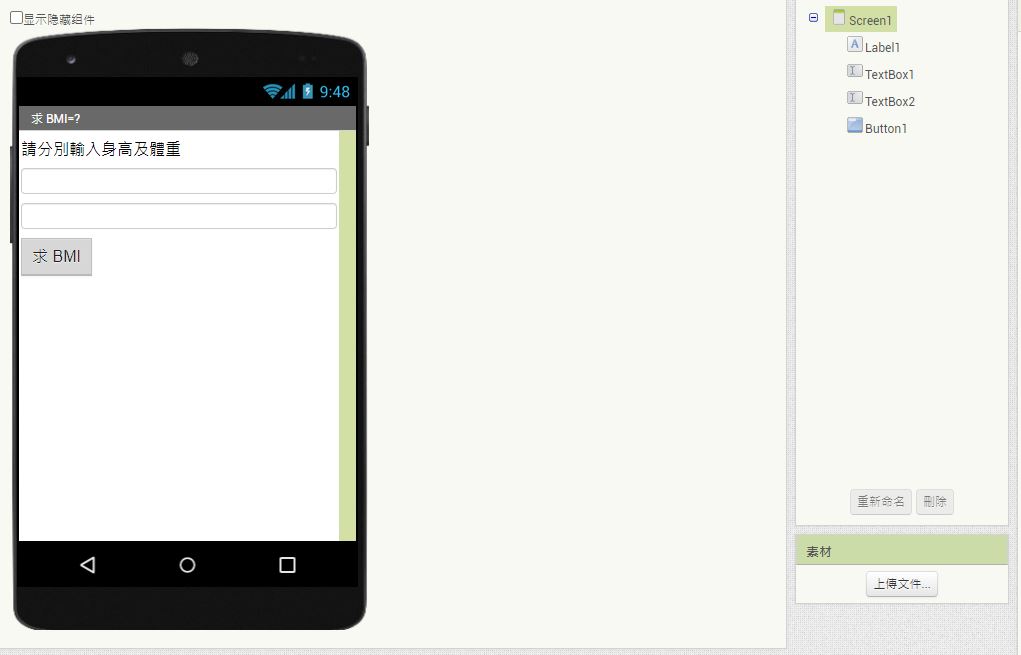 显示隐藏组件
9:48
求 BMI=?
請分別輸入身高及體重
求 BMI
Screen1
Label1
TextBox1
TextBox2
Button1
重新命名 刪除
素材
上傳文件...